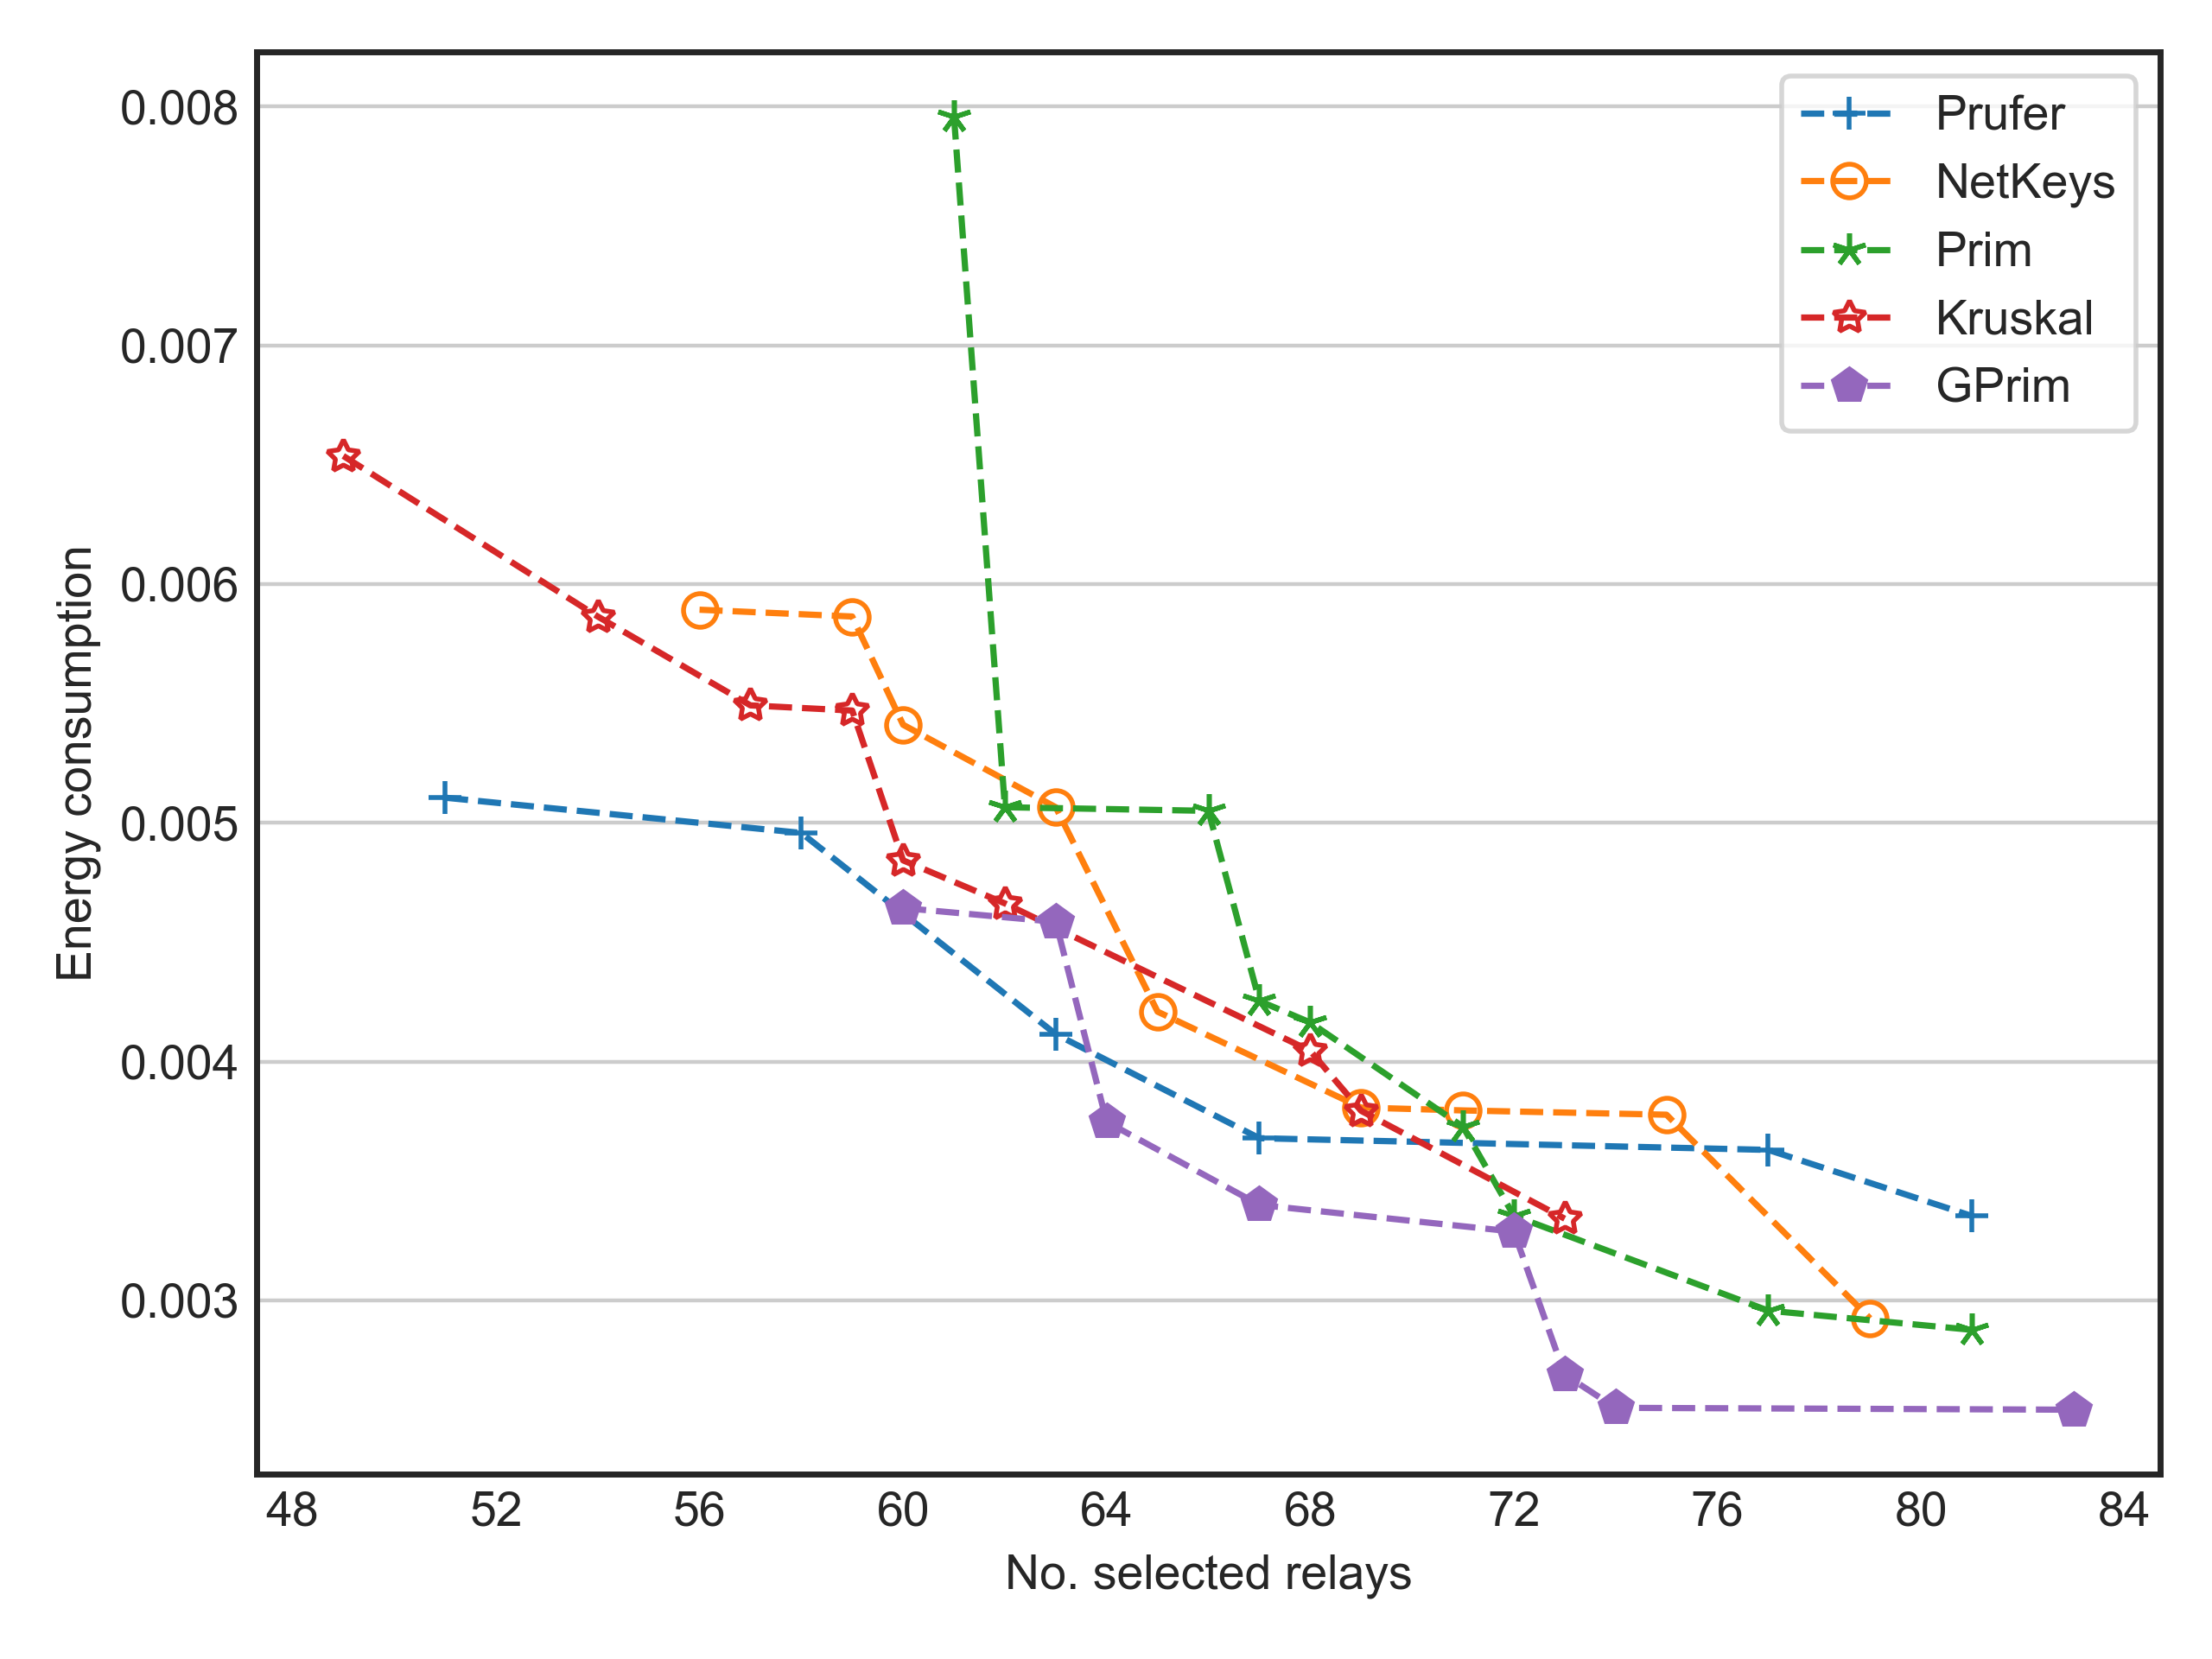 0.008
0.007
0.006
0.005
0.004
0.003
Energy consumption
Prufer
NetKeys
Prim
Kruskal
GPrim
48 52 56 60 64 68 72 76 80 84
No. selected relays